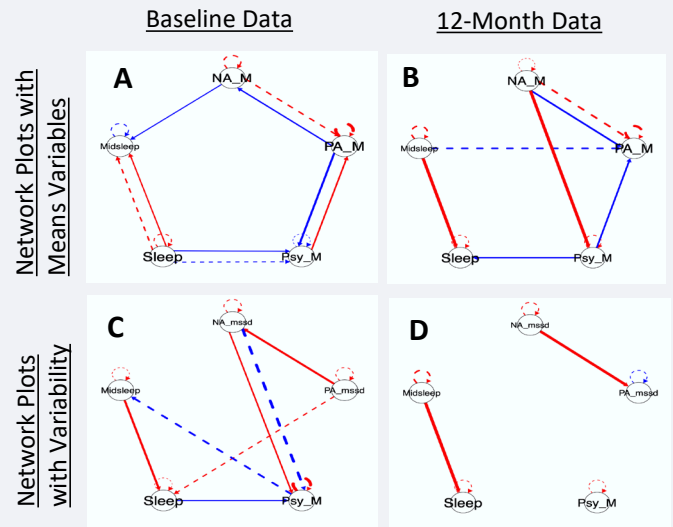 Baseline Data
12-Month Data
Network Plots with
Means Variables
A
NA_M
Midsleep
PA_M
Sleep
Psy_M
B
NA_M
Midsleep
PA_M
Sleep
Psy_M
Network Plots
with Variability
C
NA_mssd
Midsleep
PA_mssd
Sleep
Psy_M
D
NA_mssd
Midsleep
PA_mssd
Sleep
Psy_M